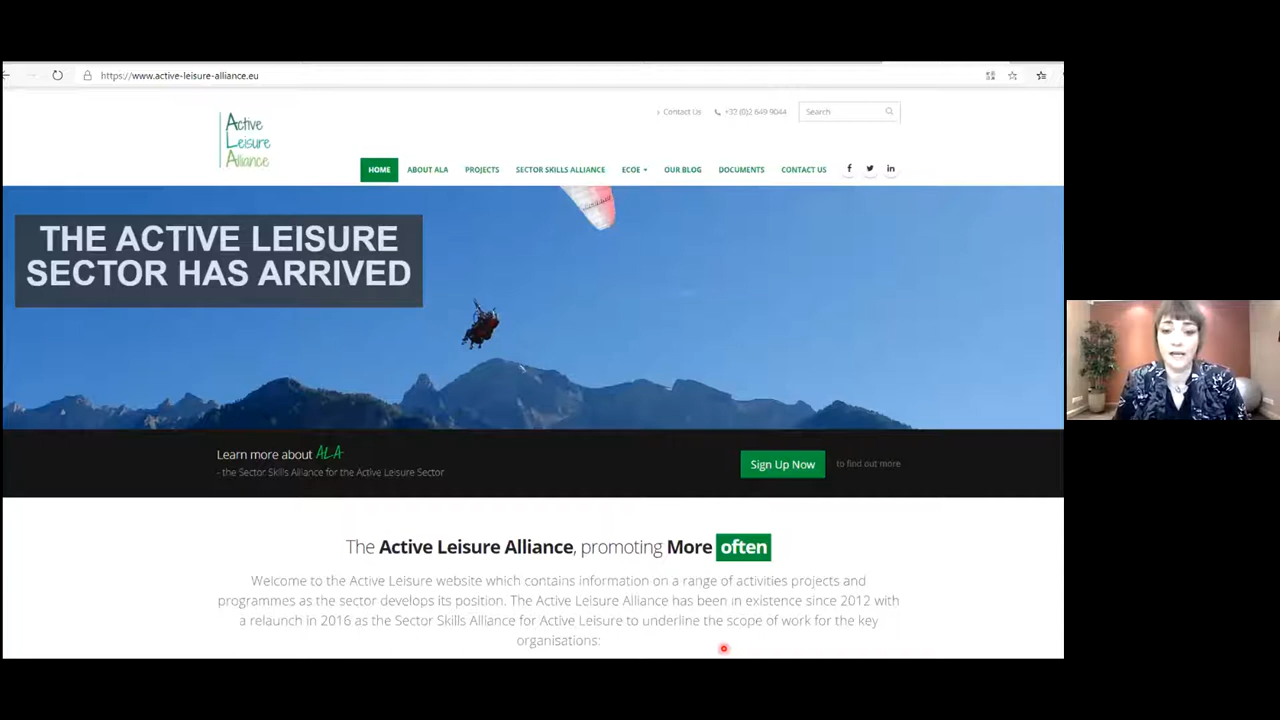 https://www.active-leisure-alliance.eu
Contact Us
+32 (0)2 649 9044
Search
Active
Leisure
Alliance
HOME
ABOUT ALA
PROJECTS
SECTOR SKILLS ALLIANCE
ECOE
OUR BLOG
DOCUMENTS
CONTACT US
THE ACTIVE LEISURE
SECTOR HAS ARRIVED
Learn more about ALA
- the Sector Skills Alliance for the Active Leisure Sector
Sign Up Now
to find out more
The Active Leisure Alliance, promoting More often
Welcome to the Active Leisure website which contains information on a range of activities projects and
programmes as the sector develops its position. The Active Leisure Alliance has been in existence since 2012 with
a relaunch in 2016 as the Sector Skills Alliance for Active Leisure to underline the scope of work for the key
organisations: